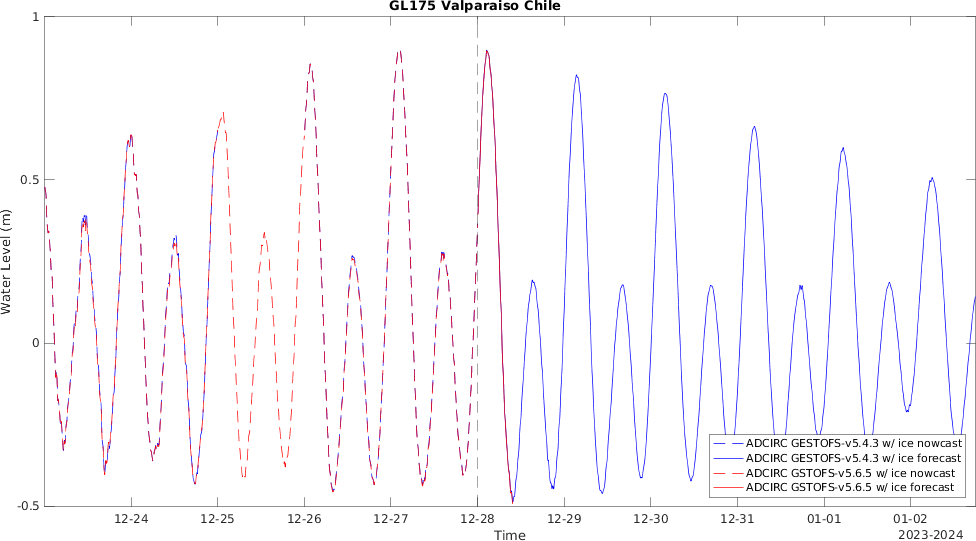 GL175 Valparaiso Chile
1
0.5
0
-0.5
Water Level (m)
12-24
12-25
12-26
12-27
12-28
12-29
12-30
12-31
01-01
01-02
Time
2023-2024
ADCIRC GESTOFS-v5.4.3 w/ ice nowcast
ADCIRC GESTOFS-v5.4.3 w/ ice forecast
ADCIRC GSTOFS-v5.6.5 w/ ice nowcast
ADCIRC GSTOFS-v5.6.5 w/ ice forecast